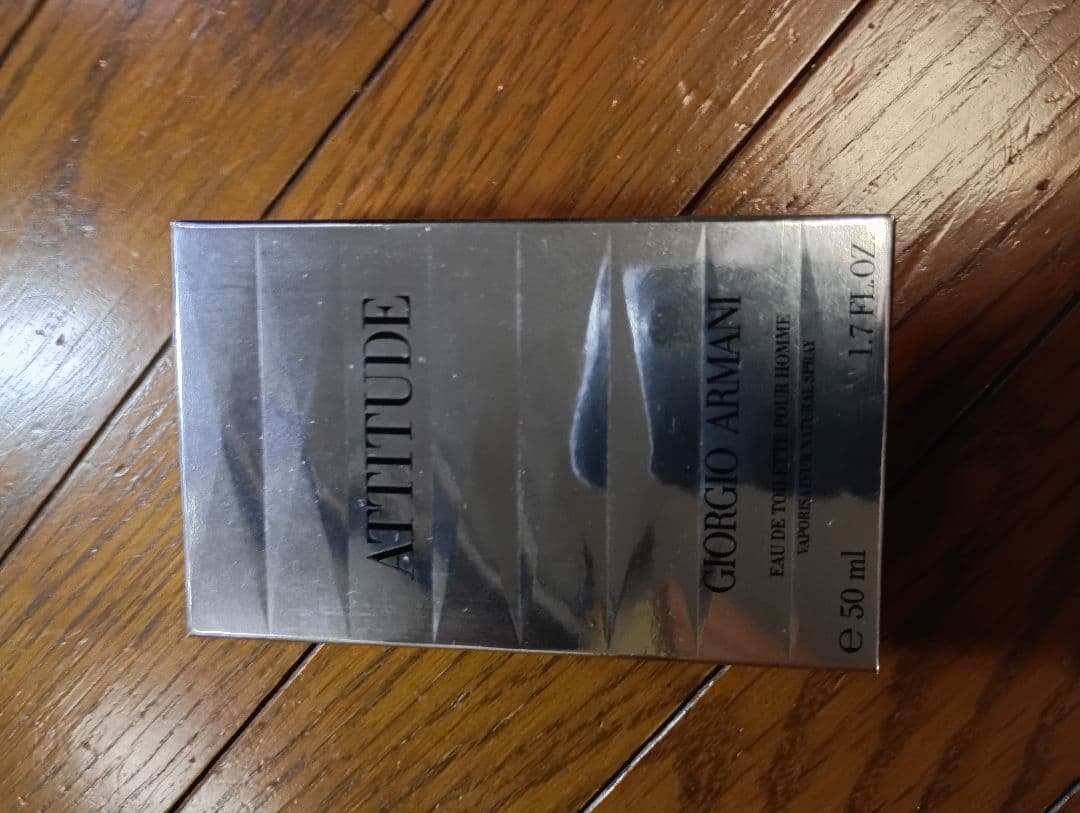 ATTITUDE
GIORGIO ARMANI
EAU DE TOILETTE POUR HOMME
VAPORISATEUR NATURAL SPRAY
℮ 50 ml 1.7 FL.OZ